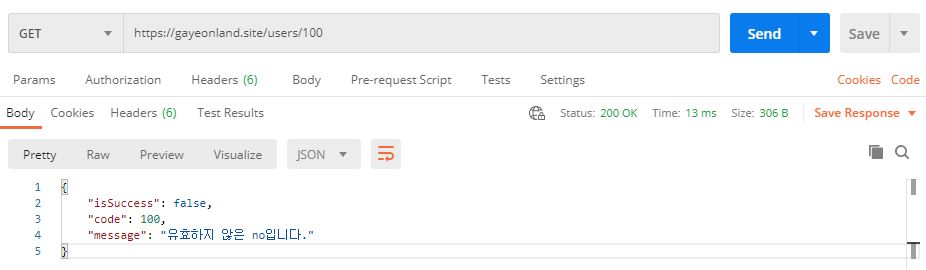 GET https://gayeonland.site/users/100 Send Save
Params Authorization Headers (6) Body Pre-request Script Tests Settings Cookies Code
Body Cookies Headers (6) Test Results Status: 200 OK Time: 13 ms Size: 306 B Save Response
Pretty Raw Preview Visualize JSON
1 {
2 "isSuccess": false,
3 "code": 100,
4 "message": "유효하지 않은 no입니다."
5 }